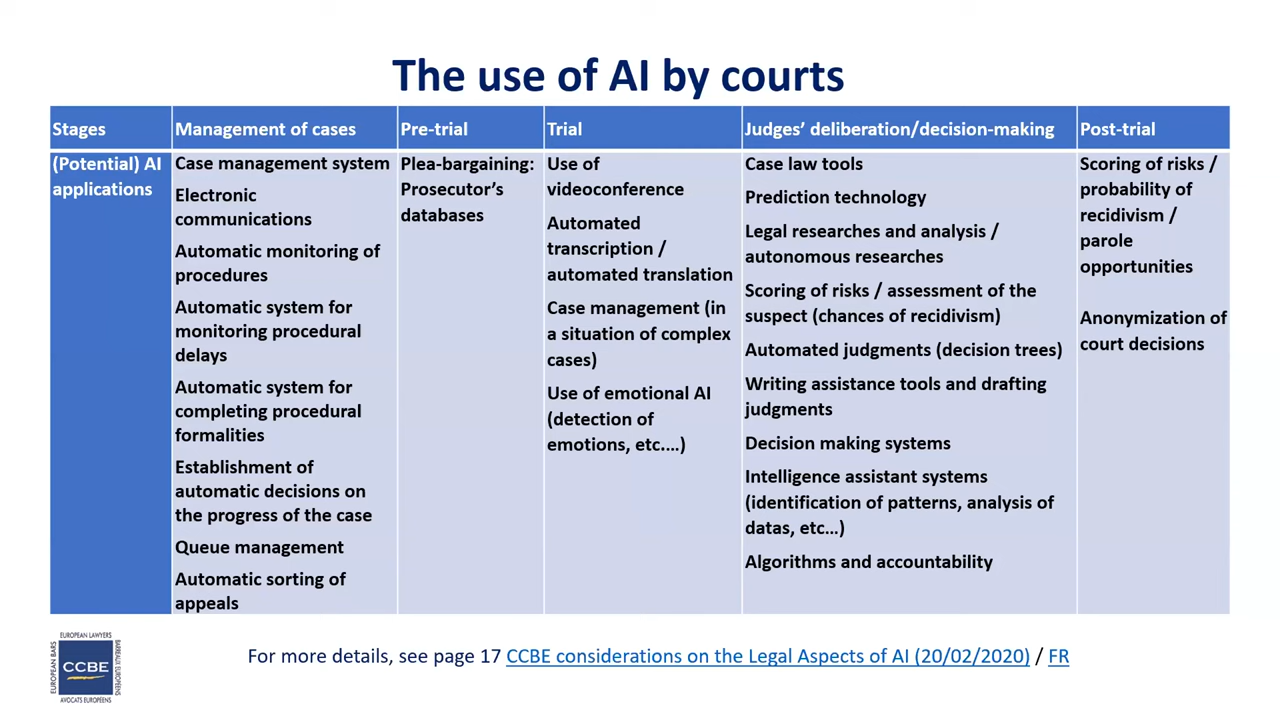 The use of AI by courts
Stages
Management of cases
Pre-trial
Trial
Judges’ deliberation/decision-making
Post-trial
(Potential) AI
applications
Case management system
Electronic
communications
Automatic monitoring of
procedures
Automatic system for
monitoring procedural
delays
Automatic system for
completing procedural
formalities
Establishment of
automatic decisions on
the progress of the case
Queue management
Automatic sorting of
appeals
Plea-bargaining:
Prosecutor’s
databases
Use of
videoconference
Automated
transcription /
automated translation
Case management (in
a situation of complex
cases)
Use of emotional AI
(detection of
emotions, etc.…)
Case law tools
Prediction technology
Legal researches and analysis /
autonomous researches
Scoring of risks / assessment of the
suspect (chances of recidivism)
Automated judgments (decision trees)
Writing assistance tools and drafting
judgments
Decision making systems
Intelligence assistant systems
(identification of patterns, analysis of
datas, etc…)
Algorithms and accountability
Scoring of risks /
probability of
recidivism /
parole
opportunities
Anonymization of
court decisions
EUROPEAN LAWYERS
EUROPEAN BARS
CCBE
BARREAUX EUROPEENS
AVOCATS EUROPEENS
For more details, see page 17 CCBE considerations on the Legal Aspects of AI (20/02/2020) / FR